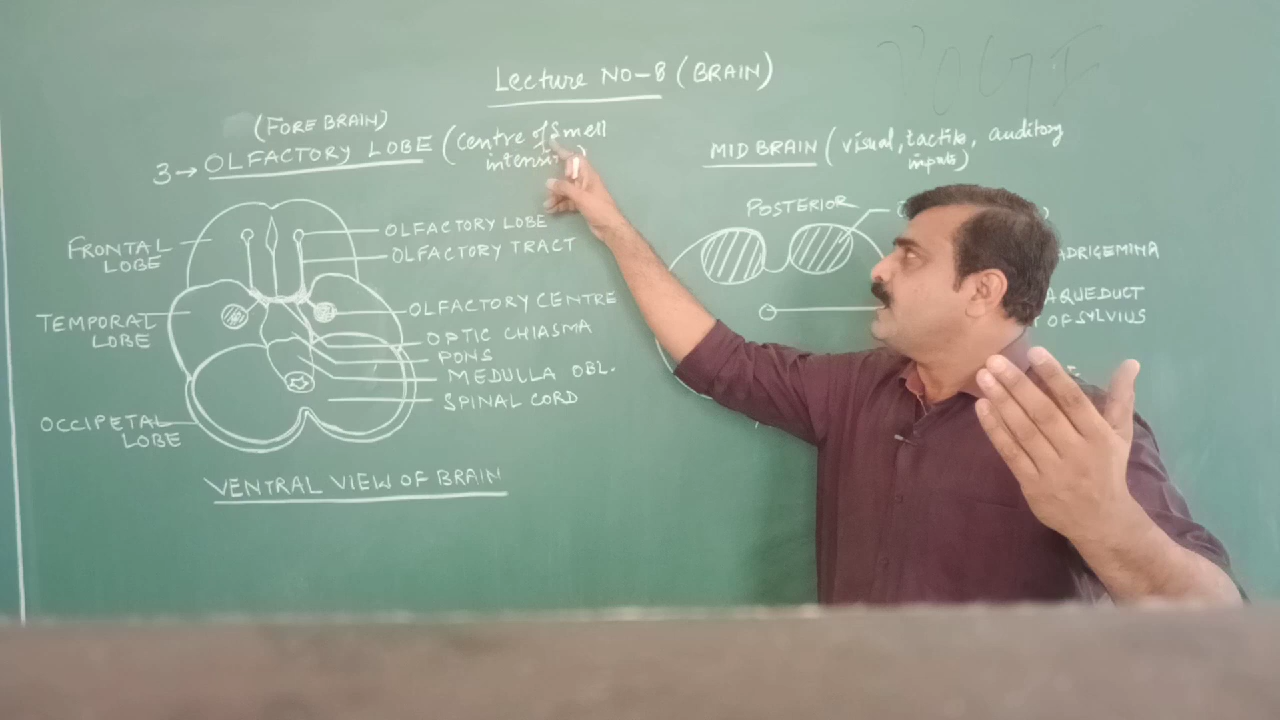 Lecture NO-8 (BRAIN)
(FORE BRAIN)
3→ OLFACTORY LOBE (Centre of Smell
FRONTAL
LOBE
TEMPORAL
LOBE
OCCIPETAL
LOBE
OLFACTORY LOBE
OLFACTORY TRACT
OLFACTORY CENTRE
OPTIC CHIASMA
PONS
MEDULLA OBL.
SPINAL CORD
VENTRAL VIEW OF BRAIN
MID BRAIN (visual, tactile, auditory
inputs)
POSTERIOR
AQUEDUCT
OF SYLVIUS